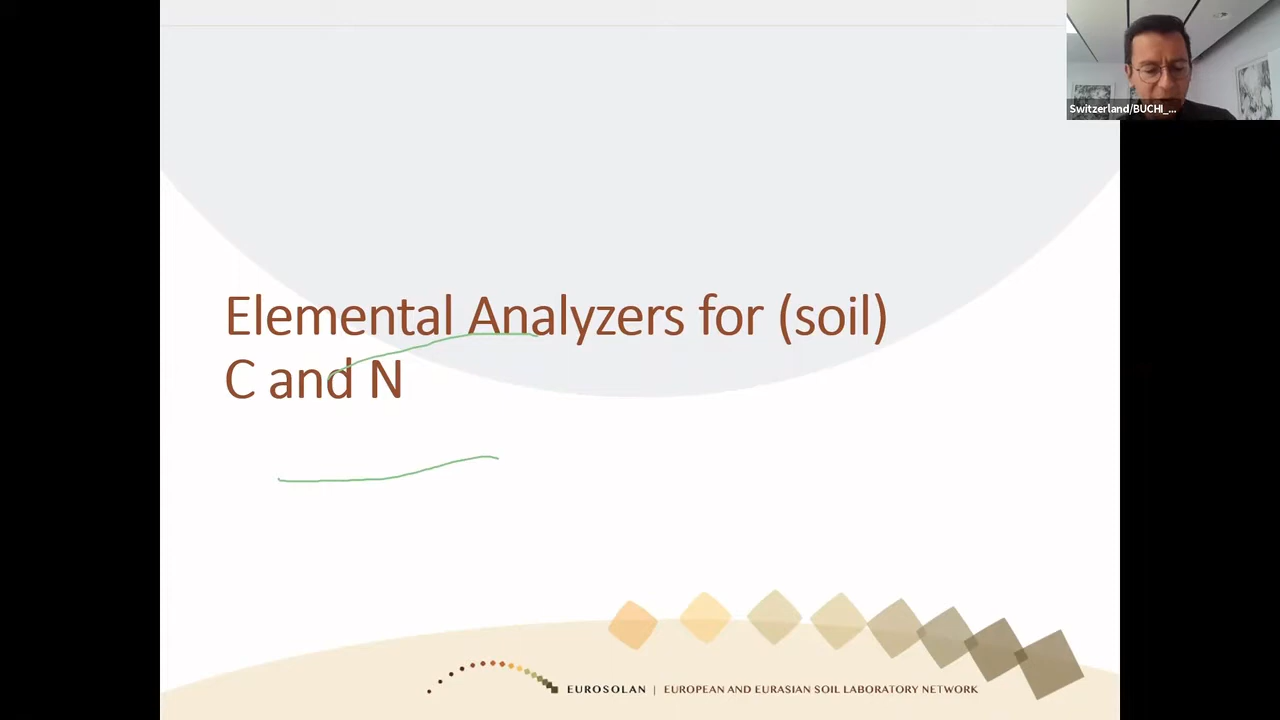 Switzerland/BUCHI_...
Elemental Analyzers for (soil)
C and N
EUROSOLAN | EUROPEAN AND EURASIAN SOIL LABORATORY NETWORK